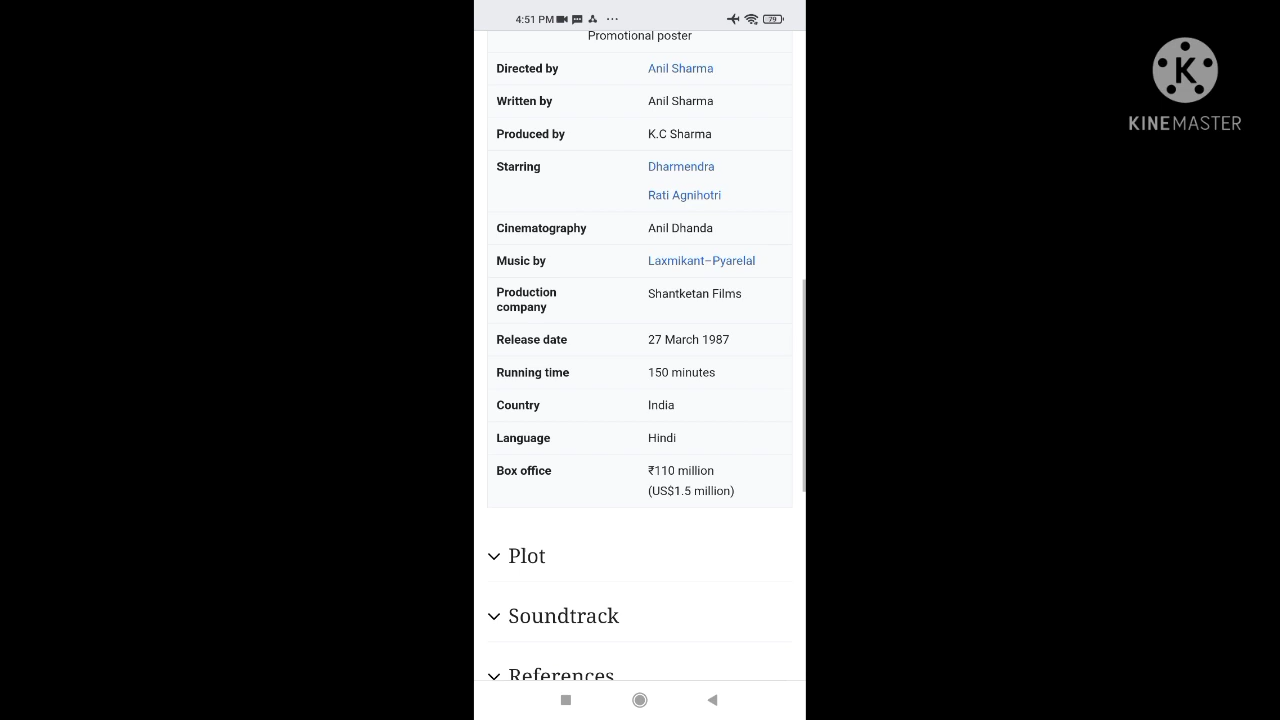 4:51 PM
79
Promotional poster
Directed by Anil Sharma
Written by Anil Sharma
Produced by K.C Sharma
Starring Dharmendra
Rati Agnihotri
Cinematography Anil Dhanda
Music by Laxmikant–Pyarelal
Production company Shantketan Films
Release date 27 March 1987
Running time 150 minutes
Country India
Language Hindi
Box office ₹110 million
(US$1.5 million)
Plot
Soundtrack
References
K
KINEMASTER